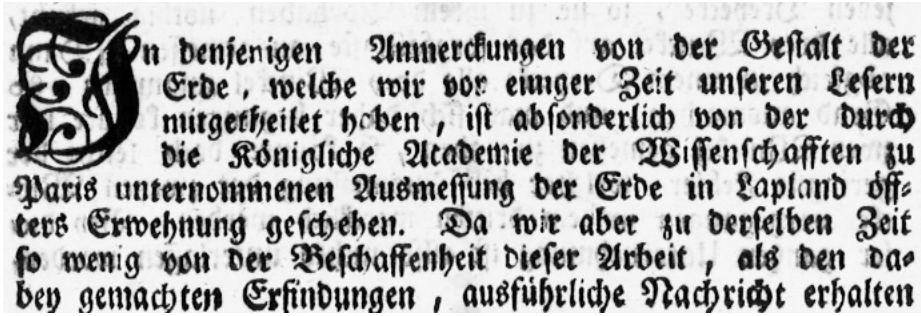 In denjenigen Anmerckungen von der Gestalt der
Erde, welche wir vor einiger Zeit unseren Lesern
mitgetheilet haben, ist absonderlich von der durch
die Königliche Academie der Wissenschafften zu
Paris unternommenen Ausmessung der Erde in Lapland öff-
ters Erwehnung geschehen. Da wir aber zu derselben Zeit
so wenig von der Beschaffenheit dieser Arbeit, als den da-
bey gemachten Erfindungen, ausführliche Nachricht erhalten